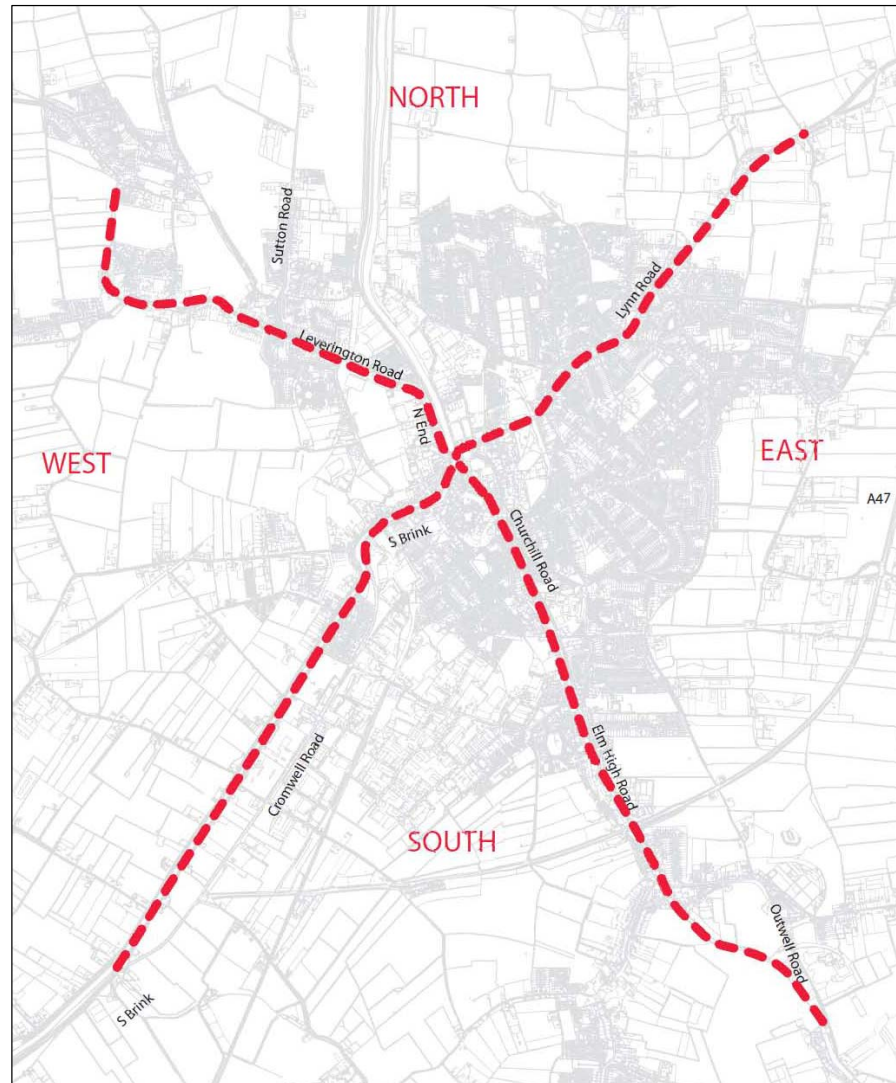 NORTH
Sutton Road
Lynn Road
Leverington Road
N End
WEST
EAST
A47
S Brink
Churchill Road
Elm High Road
Cromwell Road
SOUTH
Outwell Road
S Brink